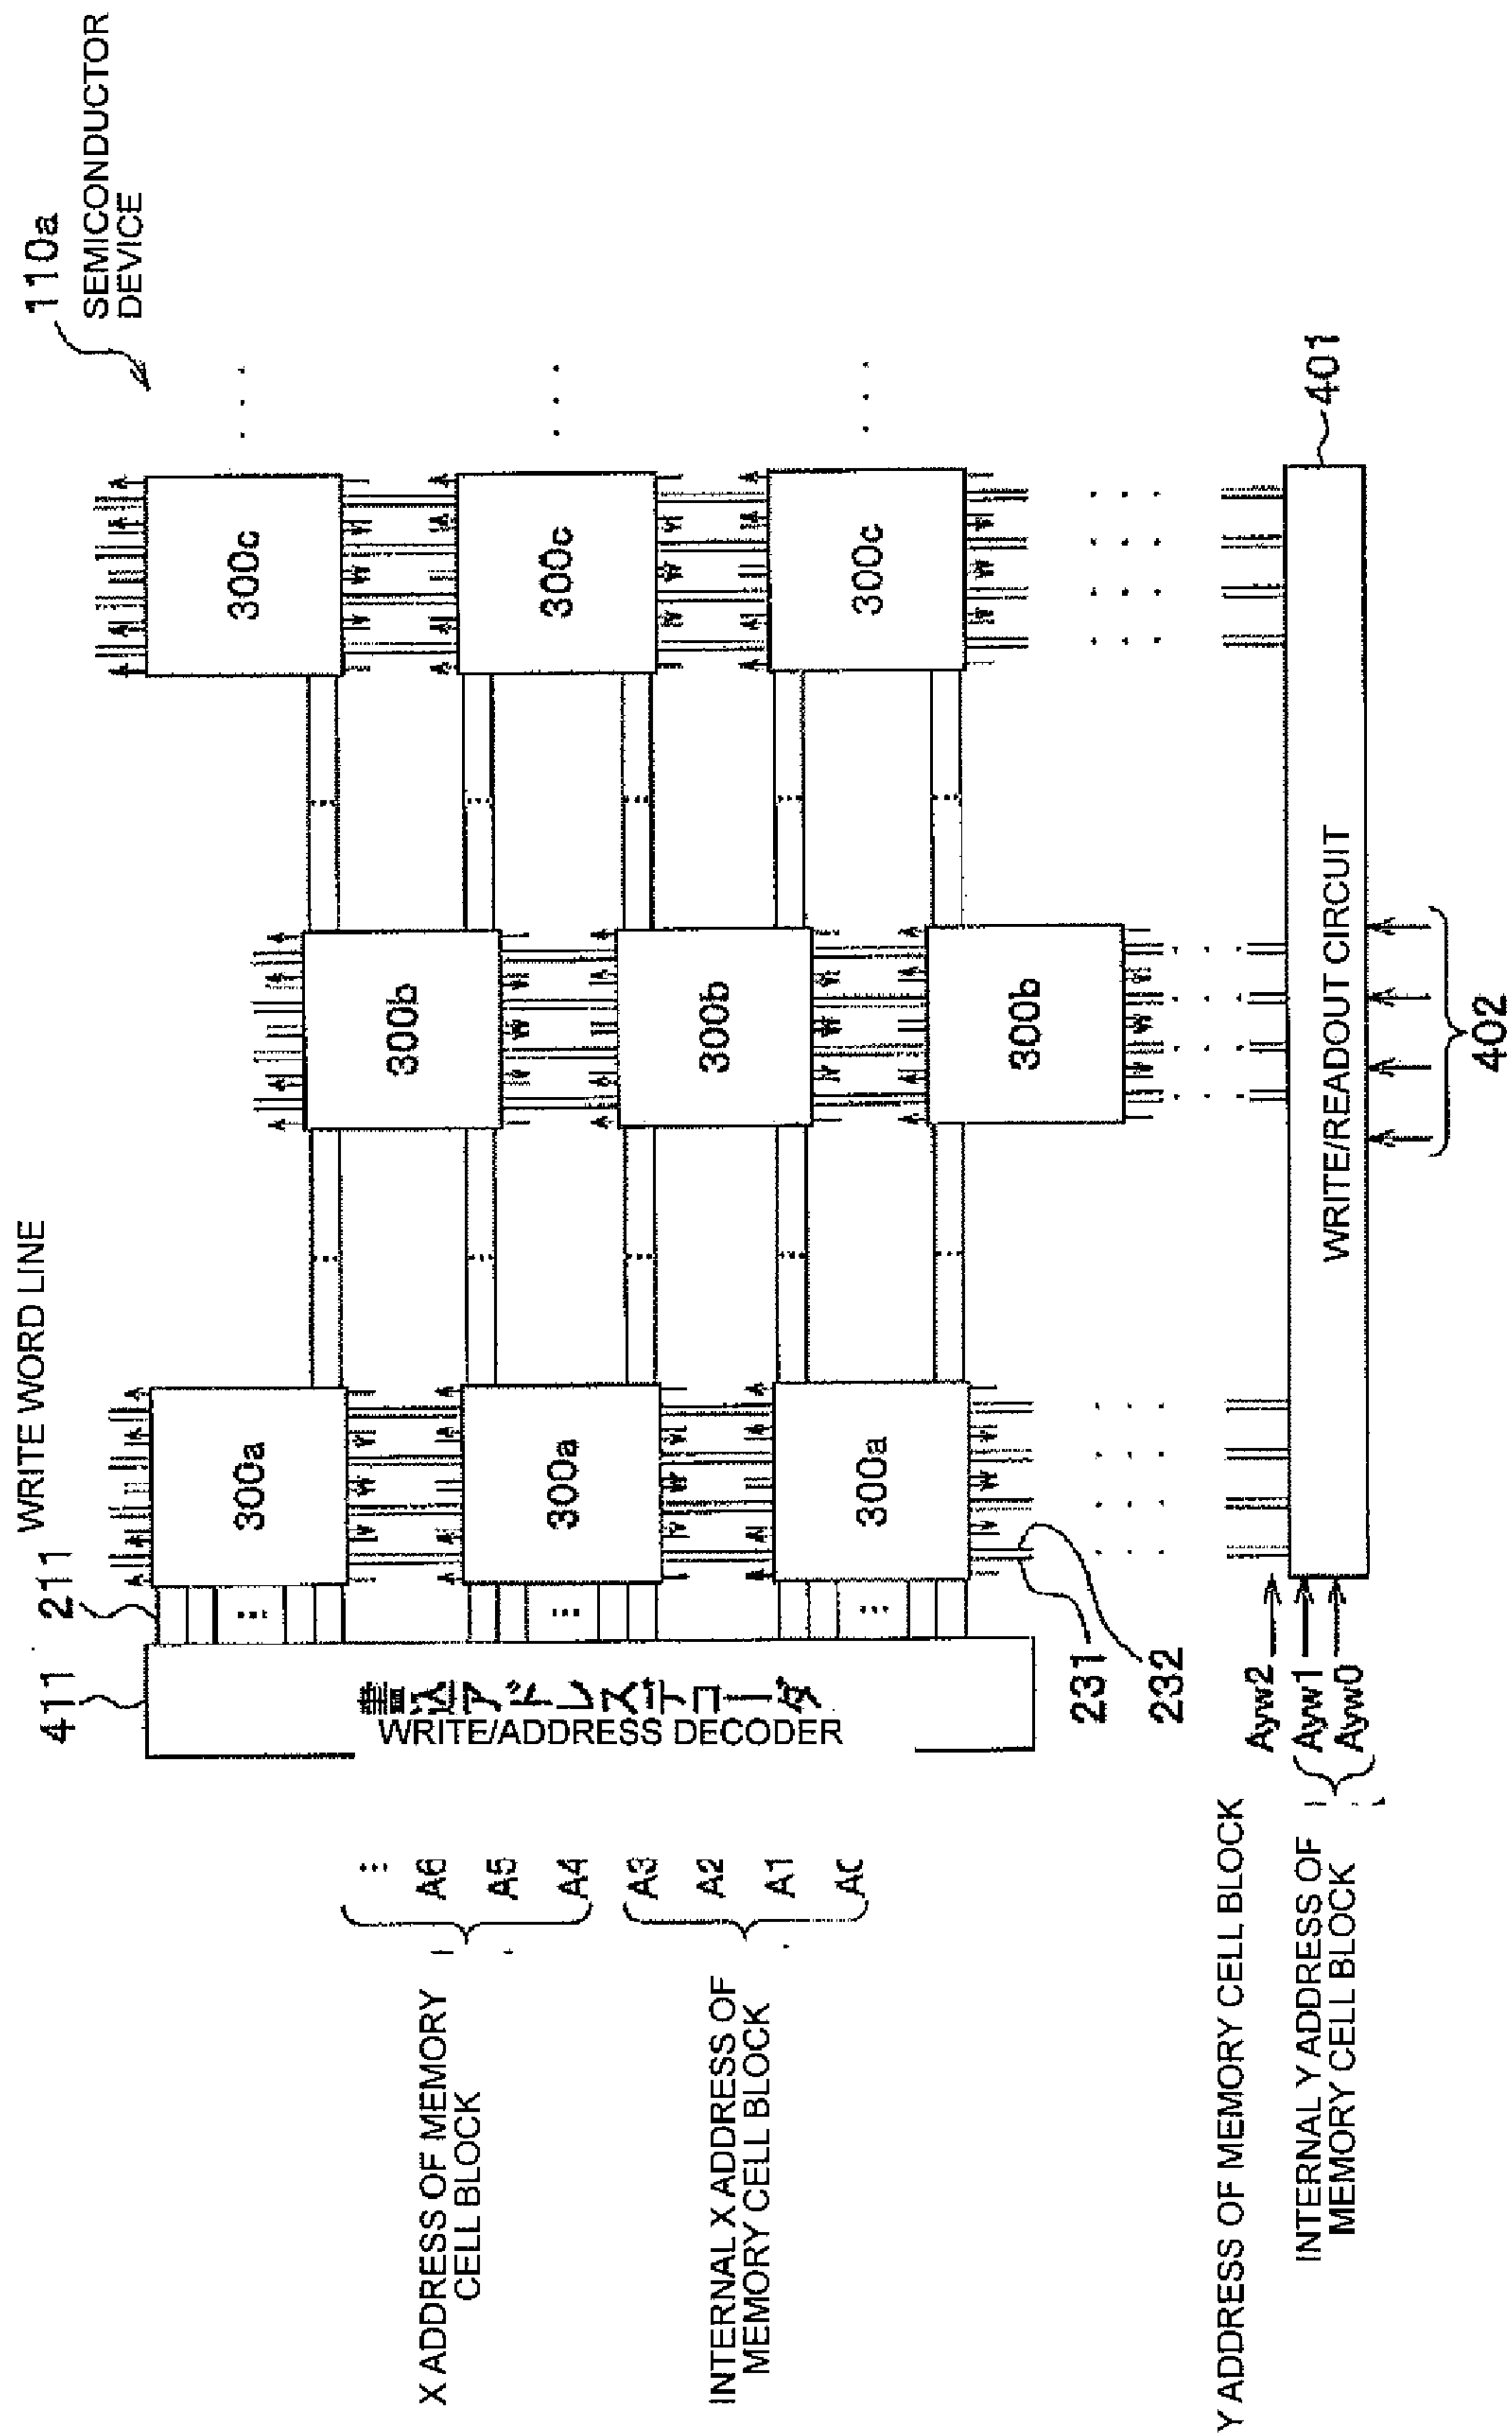 110a
SEMICONDUCTOR
DEVICE
WRITE WORD LINE
211
411
300a
300b
300c
300a
300b
300c
300a
300b
300c
書込アドレスデコーダ
WRITE/ADDRESS DECODER
X ADDRESS OF MEMORY
CELL BLOCK
A6
A5
A4
INTERNAL X ADDRESS OF
MEMORY CELL BLOCK
A3
A2
A1
231
232
401
WRITE/READOUT CIRCUIT
402
Y ADDRESS OF MEMORY CELL BLOCK
Ayw2
INTERNAL Y ADDRESS OF
MEMORY CELL BLOCK
Ayw1
Ayw0